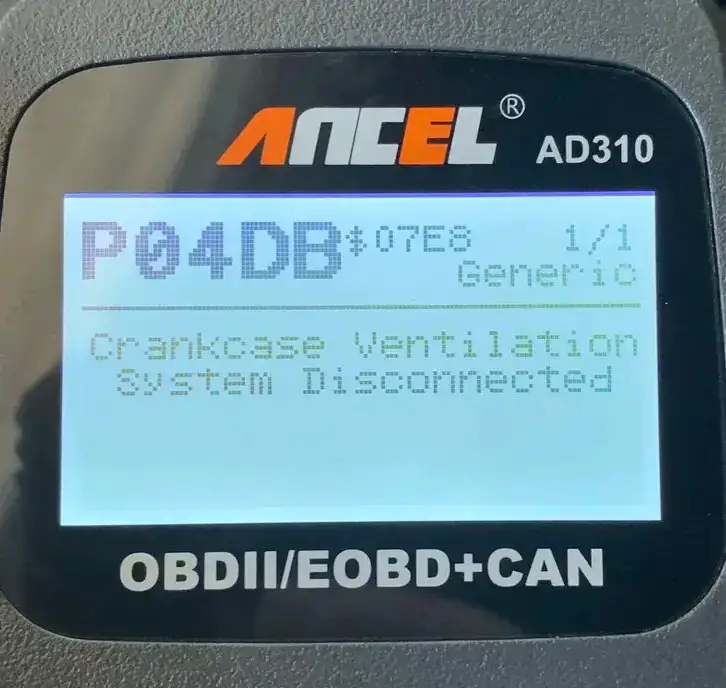 ANCEL® AD310
P04DB $07E8 1/1
Generic
Crankcase Ventilation
System Disconnected
OBDII/EOBD+CAN